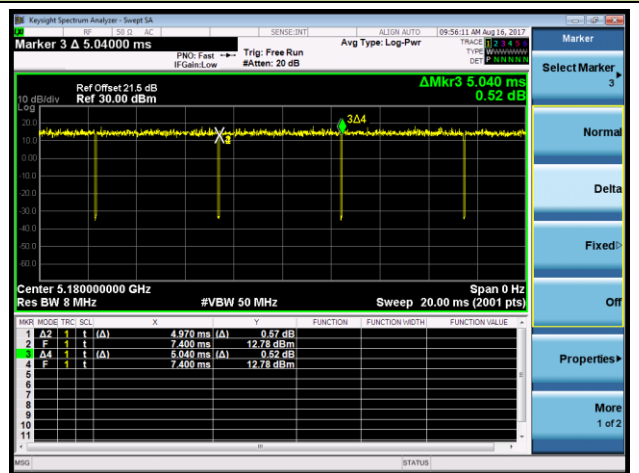 Keysight Spectrum Analyzer - Swept SA
RF 50 Ω AC SENSE:INT ALIGN AUTO 09:56:11 AM Aug 16, 2017
Marker 3 Δ 5.04000 ms
PNO: Fast Trig: Free Run Avg Type: Log-Pwr TRACE 1 2 3 4 5 6
IFGain:Low #Atten: 20 dB TYPE WWWWWW
DET P NNNNN
Marker
Select Marker
3
Normal
Delta
Fixed
Off
Properties
More
1 of 2
Ref Offset 21.5 dB
ΔMkr3 5.040 ms
10 dB/div Ref 30.00 dBm
0.52 dB
Log
20.0
10.0
0.00
-10.0
-20.0
-30.0
-40.0
-50.0
-60.0
3Δ4
Center 5.180000000 GHz Span 0 Hz
Res BW 8 MHz #VBW 50 MHz Sweep 20.00 ms (2001 pts)
MKR MODE TRC SCL X Y FUNCTION FUNCTION WIDTH FUNCTION VALUE
1 Δ2 1 t (Δ) 4.970 ms (Δ) 0.57 dB
2 F 1 t 7.400 ms 12.78 dBm
3 Δ4 1 t (Δ) 5.040 ms (Δ) 0.52 dB
4 F 1 t 7.400 ms 12.78 dBm
5
6
7
8
9
10
11
MSG STATUS